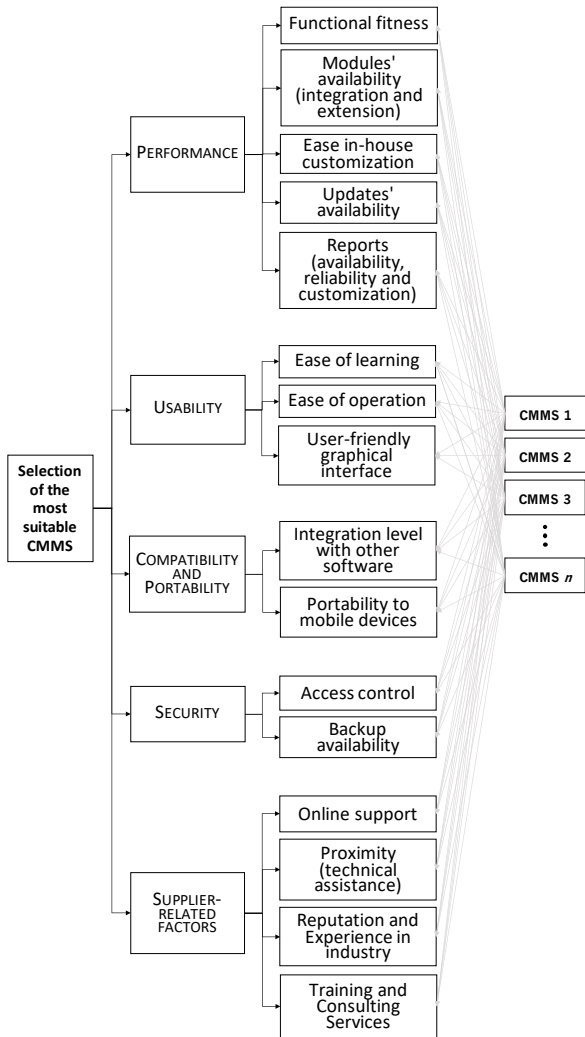 Selection
of the
most
suitable
CMMS
PERFORMANCE
Functional fitness
Modules'
availability
(integration and
extension)
Ease in-house
customization
Updates'
availability
Reports
(availability,
reliability and
customization)
USABILITY
Ease of learning
Ease of operation
User-friendly
graphical
interface
COMPATIBILITY
AND
PORTABILITY
Integration level
with other
software
Portability to
mobile devices
SECURITY
Access control
Backup
availability
SUPPLIER-
RELATED
FACTORS
Online support
Proximity
(technical
assistance)
Reputation and
Experience in
industry
Training and
Consulting
Services
CMMS 1
CMMS 2
CMMS 3
CMMS n